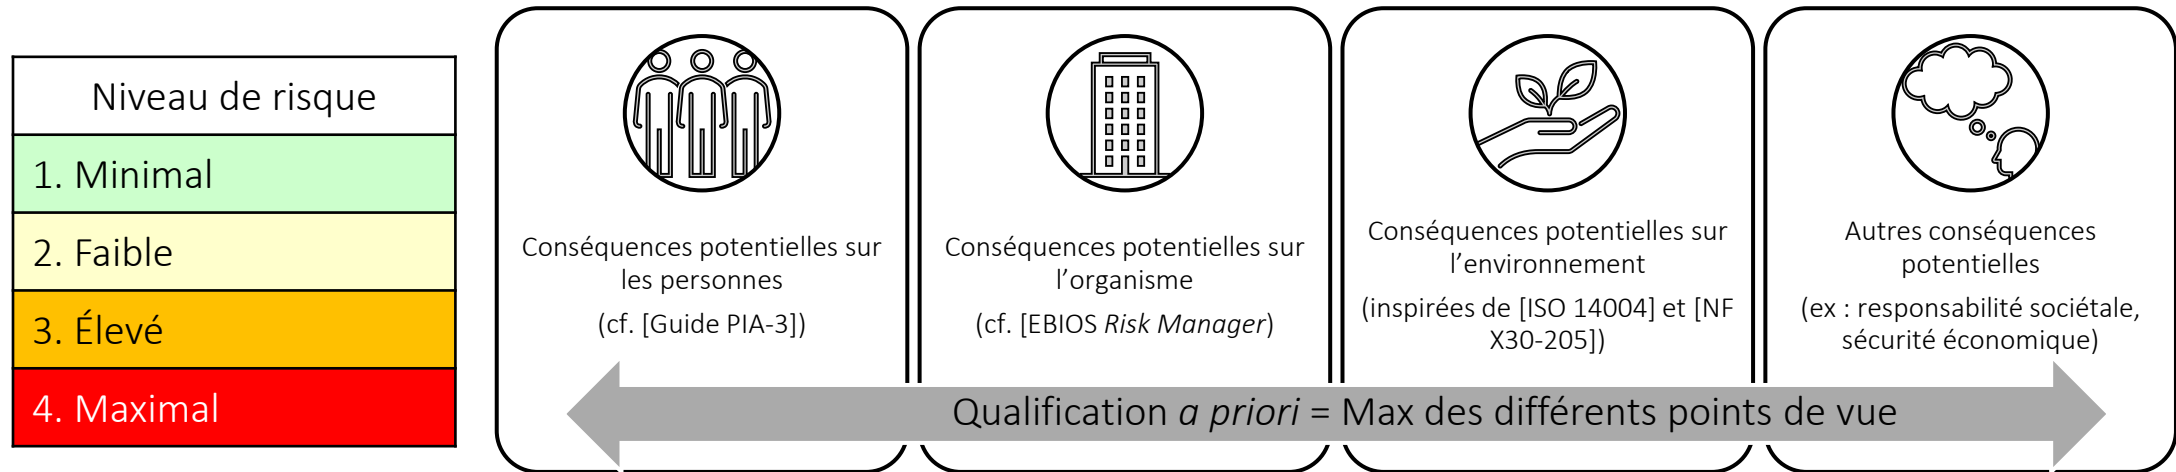 Niveau de risque
1. Minimal
2. Faible
3. Élevé
4. Maximal
Conséquences potentielles sur
les personnes
(cf. [Guide PIA-3])
Conséquences potentielles sur
l’organisme
(cf. [EBIOS Risk Manager)
Conséquences potentielles sur
l’environnement
(inspirées de [ISO 14004] et [NF
X30-205])
Autres conséquences
potentielles
(ex : responsabilité sociétale,
sécurité économique)
Qualification a priori = Max des différents points de vue